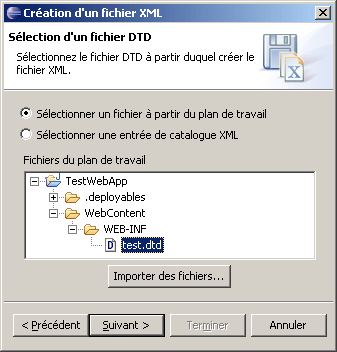 Création d'un fichier XML
Sélection d'un fichier DTD
Sélectionnez le fichier DTD à partir duquel créer le
fichier XML.
Sélectionner un fichier à partir du plan de travail
Sélectionner une entrée de catalogue XML
Fichiers du plan de travail
TestWebApp
.deployables
WebContent
WEB-INF
test.dtd
Importer des fichiers...
< Précédent
Suivant >
Terminer
Annuler